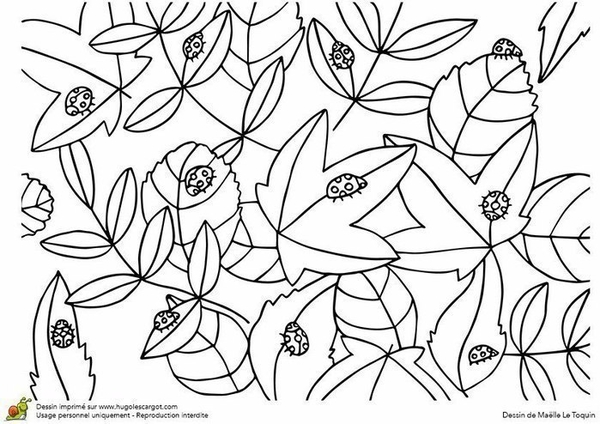 Dessin imprimé sur www.hugolescargot.com
Usage personnel uniquement - Reproduction interdite
Dessin de Maëlle Le Toquin